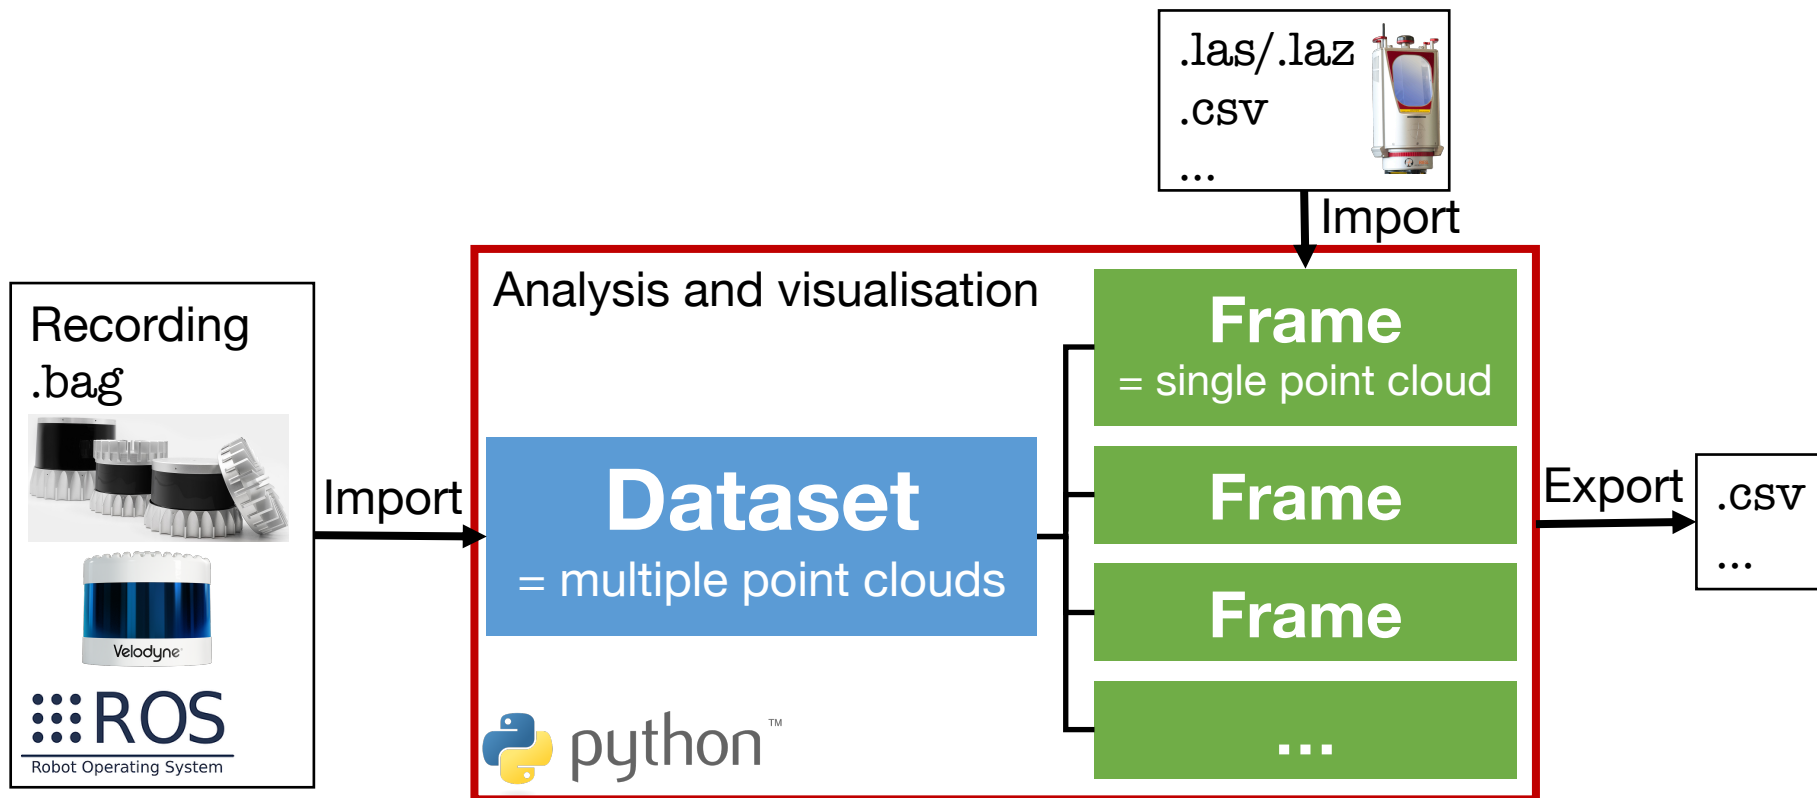 .las/.laz
.csv
...
Import
Analysis and visualisation
Recording
.bag
Velodyne
ROS
Robot Operating System
Import
Dataset
= multiple point clouds
Frame
= single point cloud
Frame
Frame
...
python™
Export
.csv
...